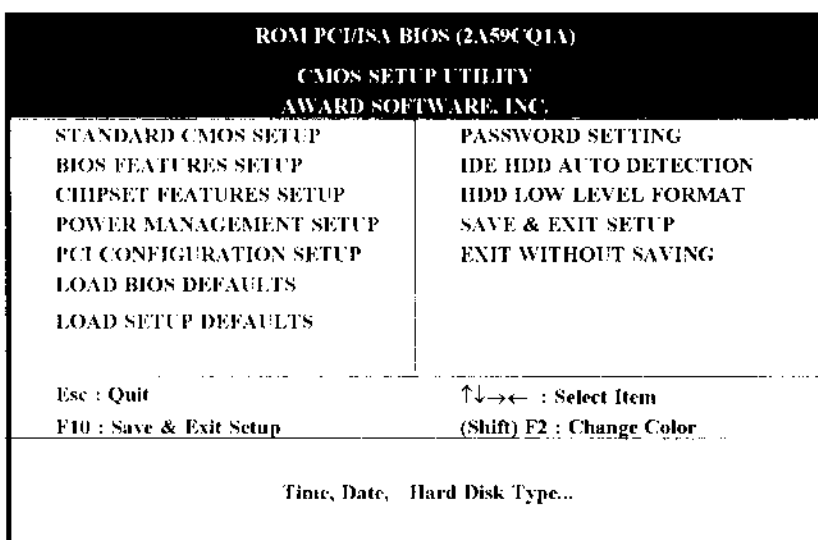 ROM PCI/ISA BIOS (2A59CQ1A)
CMOS SETUP UTILITY
AWARD SOFTWARE, INC.
STANDARD CMOS SETUP
BIOS FEATURES SETUP
CHIPSET FEATURES SETUP
POWER MANAGEMENT SETUP
PCI CONFIGURATION SETUP
LOAD BIOS DEFAULTS
LOAD SETUP DEFAULTS
PASSWORD SETTING
IDE HDD AUTO DETECTION
HDD LOW LEVEL FORMAT
SAVE & EXIT SETUP
EXIT WITHOUT SAVING
Esc : Quit
↑↓→← : Select Item
F10 : Save & Exit Setup
(Shift) F2 : Change Color
Time, Date, Hard Disk Type...